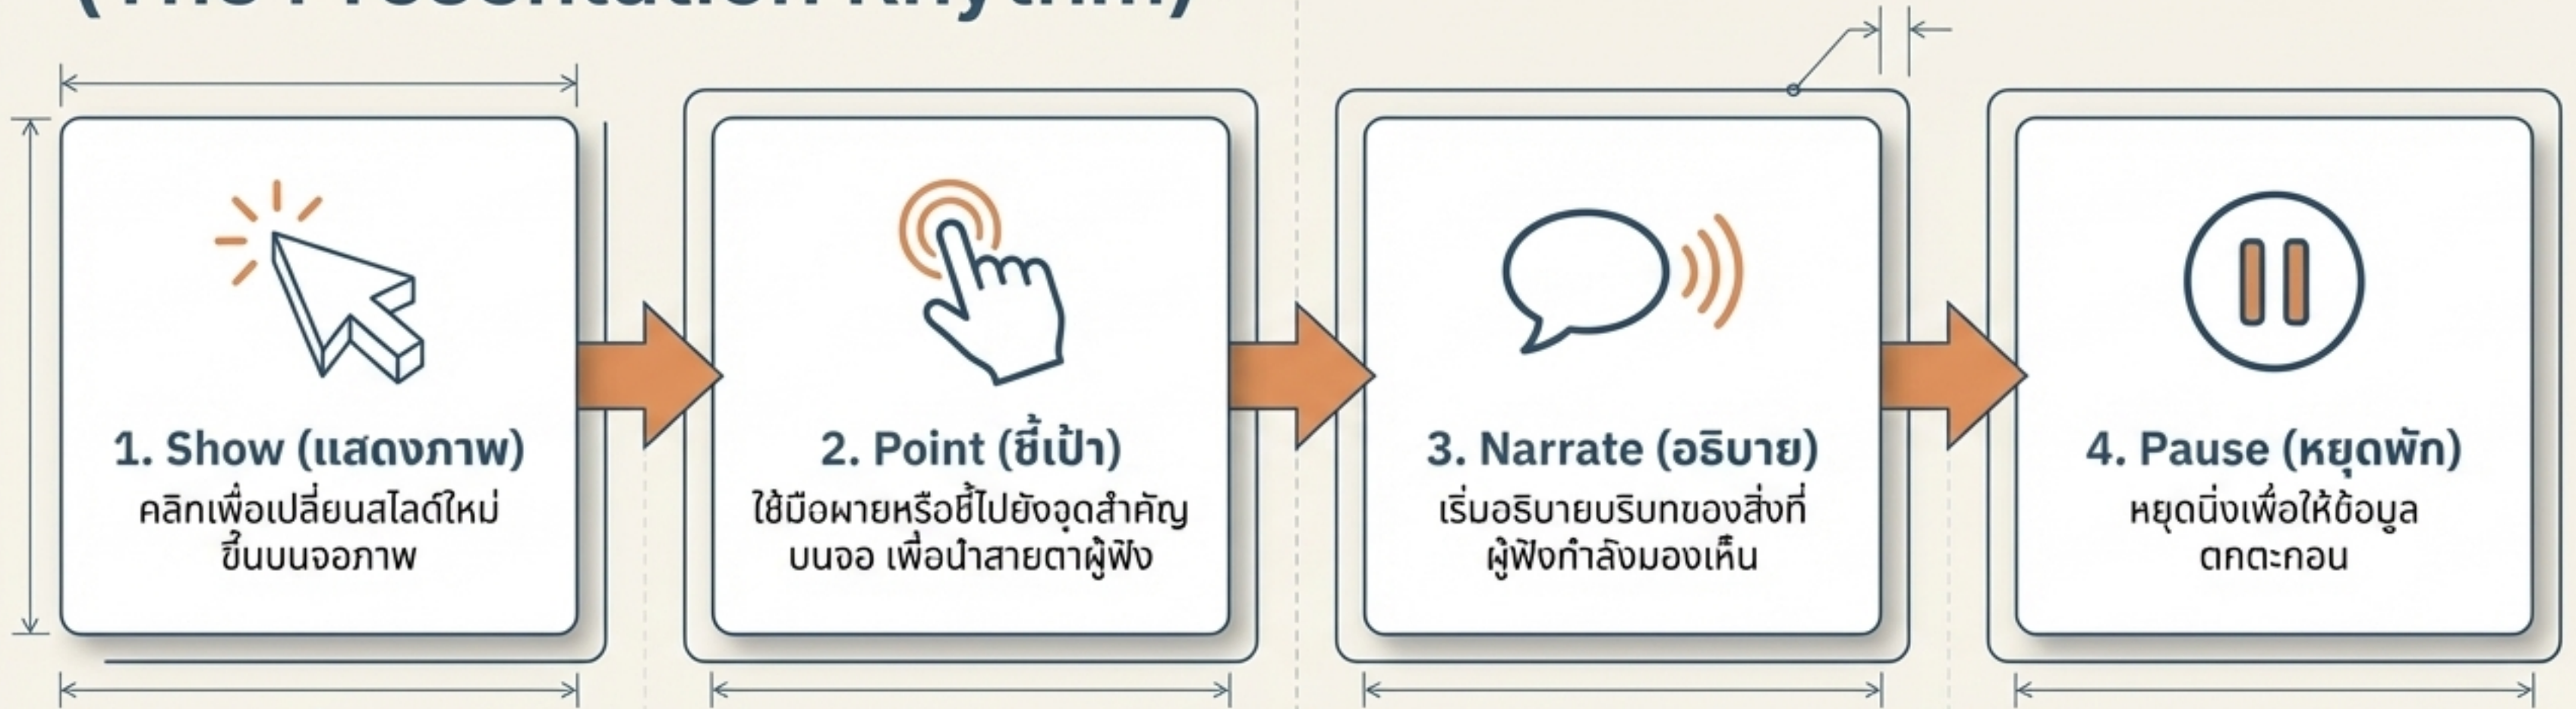 (The Presentation Rhythm)
1. Show (แสดงภาพ)
คลิกเพื่อเปลี่ยนสไลด์ใหม่
ขึ้นบนจอภาพ
2. Point (ชี้เป้า)
ใช้มือผายหรือชี้ไปยังจุดสำคัญ
บนจอ เพื่อนำสายตาผู้ฟัง
3. Narrate (อธิบาย)
เริ่มอธิบายบริบทของสิ่งที่
ผู้ฟังกำลังมองเห็น
4. Pause (หยุดพัก)
หยุดนิ่งเพื่อให้ข้อมูล
ตกตะกอน